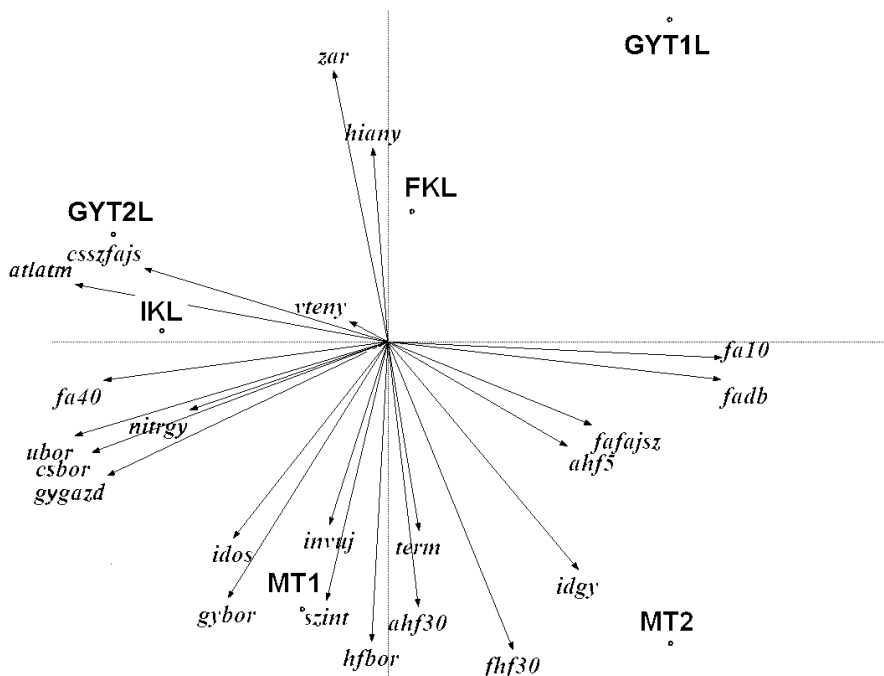 GYT1L
zar
hiany
FKL
GYT2L
csszfajs
atlatm
IKL
vteny
fa10
fa40
fadb
nitrgy
fafajsz
ubor
ahf5
csbor
gygazd
idos
invuj
term
idgy
MT1
gybor
szint
ahf30
MT2
hfbor
fhf30